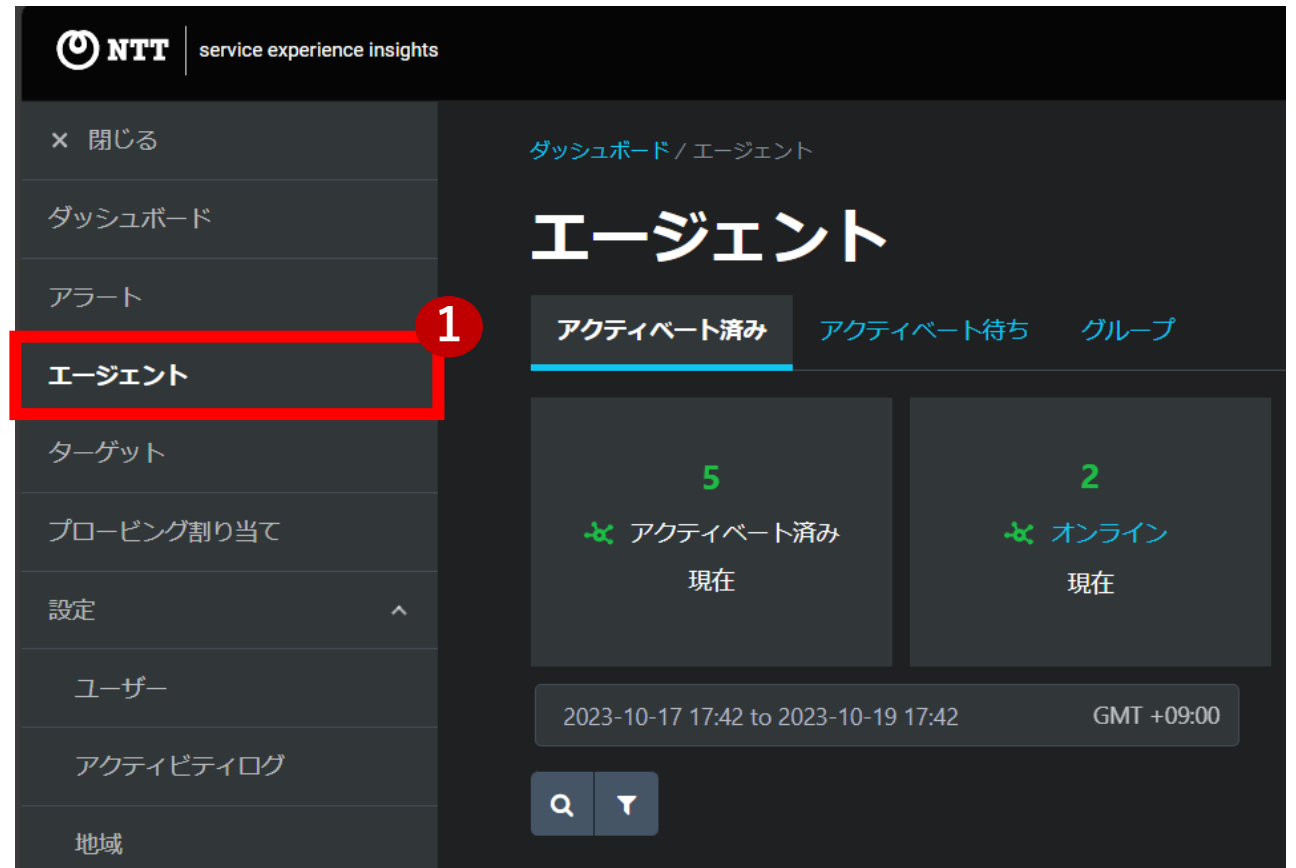 NTT service experience insights
× 閉じる
ダッシュボード
アラート
1
エージェント
ターゲット
プロービング割り当て
設定
ユーザー
アクティビティログ
地域
ダッシュボード / エージェント
エージェント
アクティベート済み アクティベート待ち グループ
5
アクティベート済み
現在
2
オンライン
現在
2023-10-17 17:42 to 2023-10-19 17:42 GMT +09:00